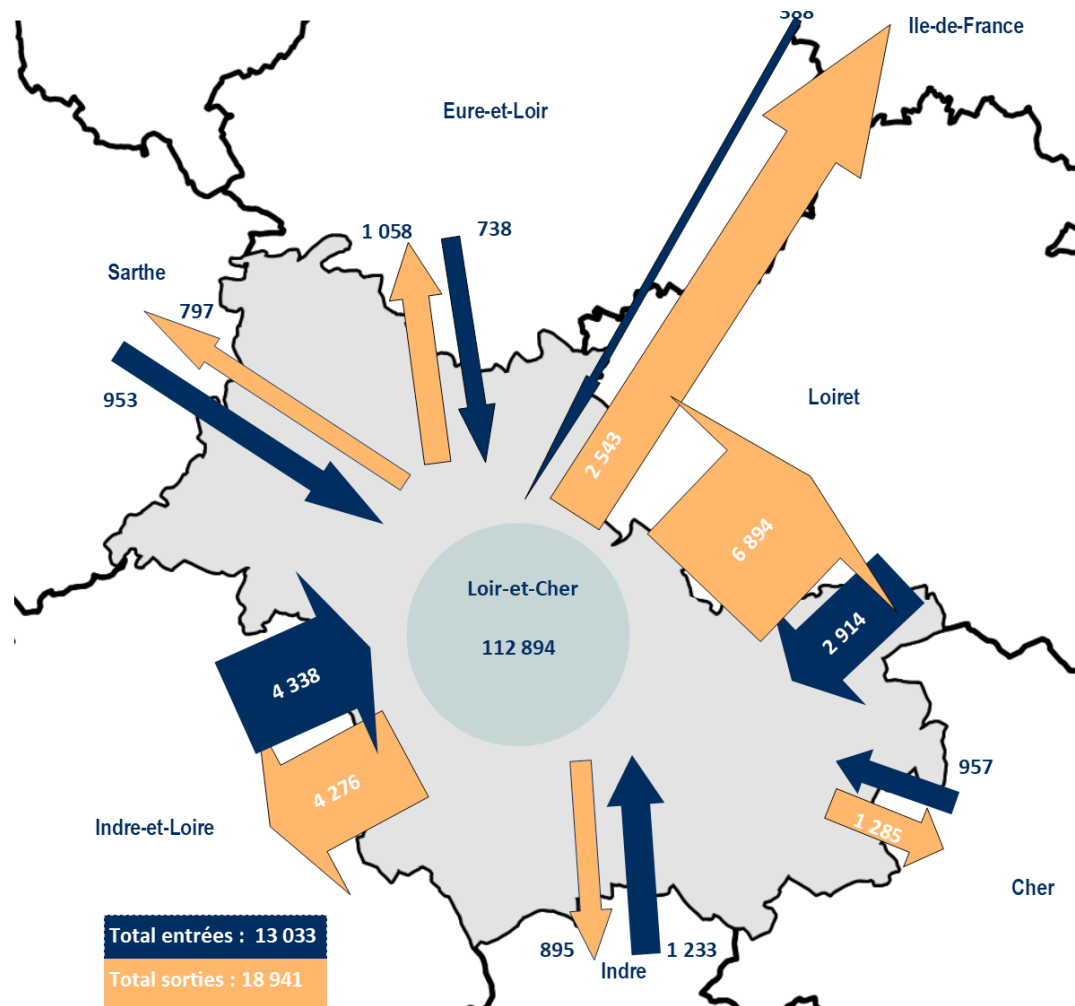 Ile-de-France
Eure-et-Loir
1 058
738
Sarthe
797
953
Loiret
2 543
6 894
2 914
Loir-et-Cher
112 894
4 338
4 276
957
1 285
Indre-et-Loire
Cher
895
1 233
Indre
Total entrées : 13 033
Total sorties : 18 941